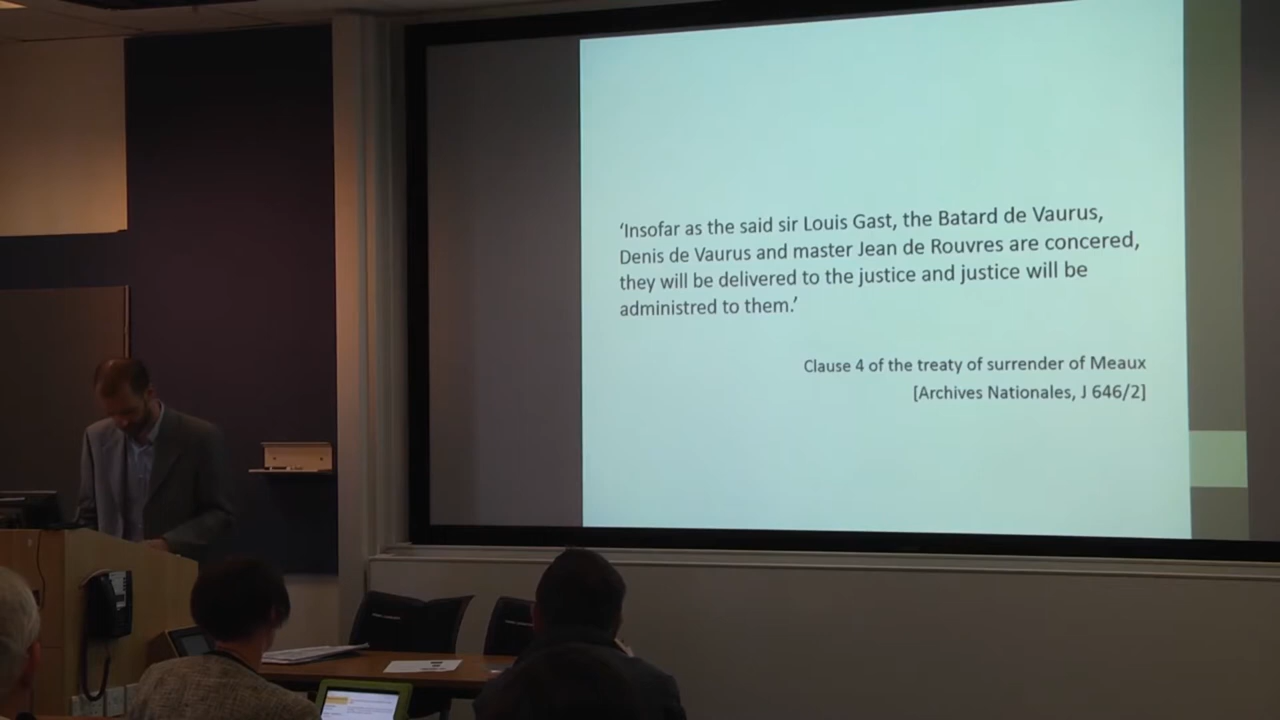 ‘Insofar as the said sir Louis Gast, the Batard de Vaurus,
Denis de Vaurus and master Jean de Rouvres are concered,
they will be delivered to the justice and justice will be
administred to them.’
Clause 4 of the treaty of surrender of Meaux
[Archives Nationales, J 646/2]